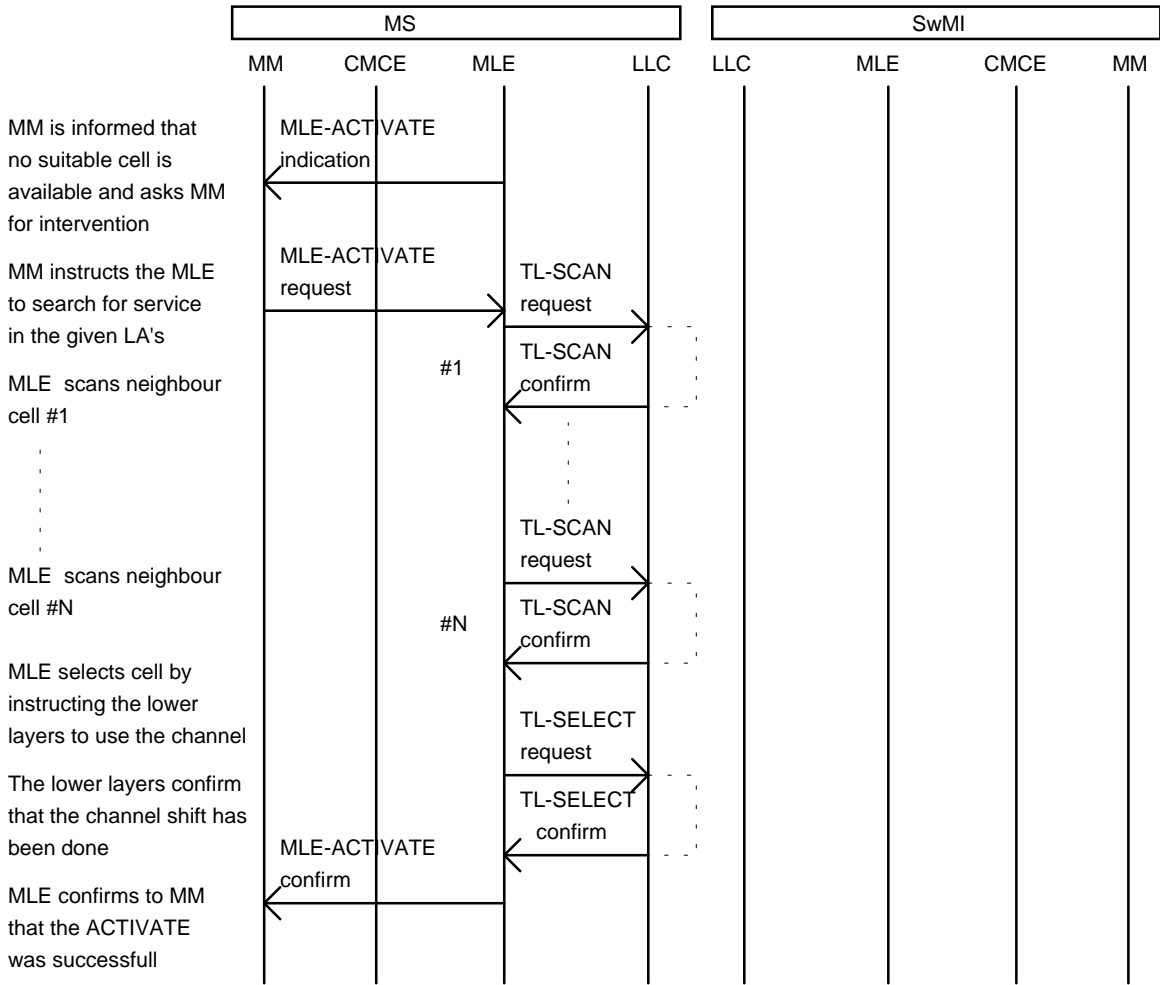 MS
SwMI
MM CMCE MLE LLC LLC MLE CMCE MM
MM is informed that
no suitable cell is
available and asks MM
for intervention
MLE-ACTIVATE
indication
MM instructs the MLE
to search for service
in the given LA's
MLE-ACTIVATE
request
TL-SCAN
request
#1
TL-SCAN
confirm
MLE scans neighbour
cell #1
TL-SCAN
request
MLE scans neighbour
cell #N
#N
TL-SCAN
confirm
MLE selects cell by
instructing the lower
layers to use the channel
TL-SELECT
request
The lower layers confirm
that the channel shift has
been done
TL-SELECT
confirm
MLE-ACTIVATE
confirm
MLE confirms to MM
that the ACTIVATE
was successfull